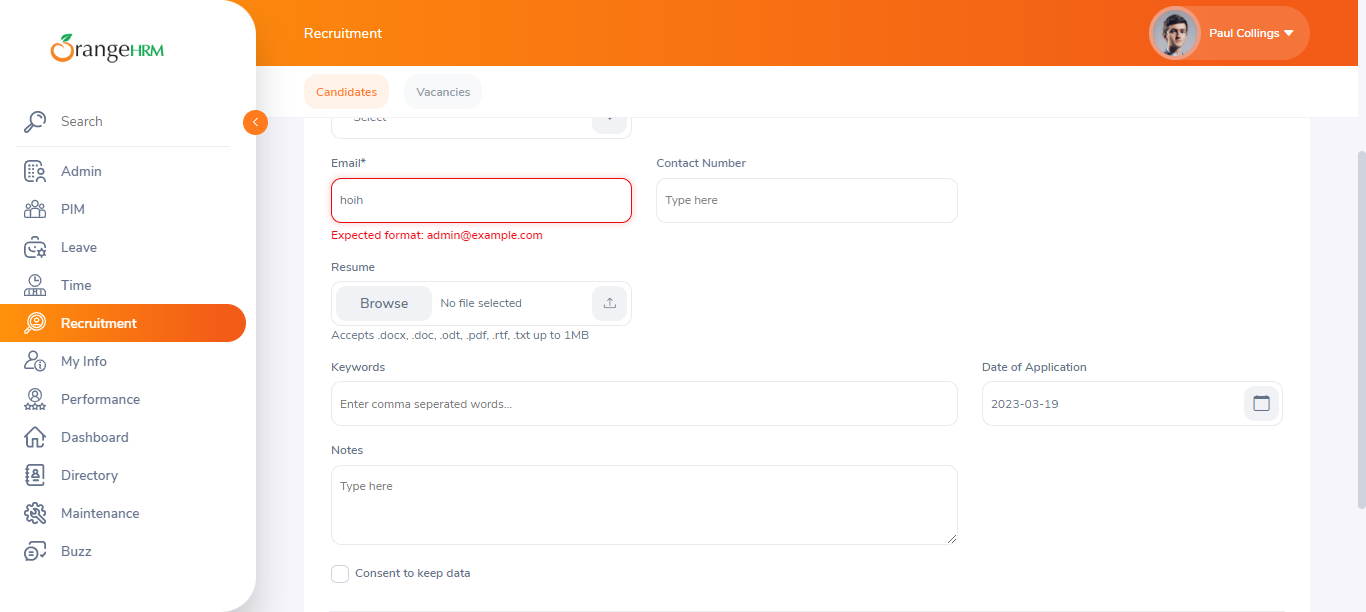 OrangeHRM
Search
Admin
PIM
Leave
Time
Recruitment
My Info
Performance
Dashboard
Directory
Maintenance
Buzz
Recruitment
Paul Collings
Candidates
Vacancies
Select
Email*
Contact Number
hoih
Type here
Expected format: admin@example.com
Resume
Browse
No file selected
Accepts .docx, .doc, .odt, .pdf, .rtf, .txt up to 1MB
Keywords
Date of Application
Enter comma seperated words...
2023-03-19
Notes
Type here
Consent to keep data